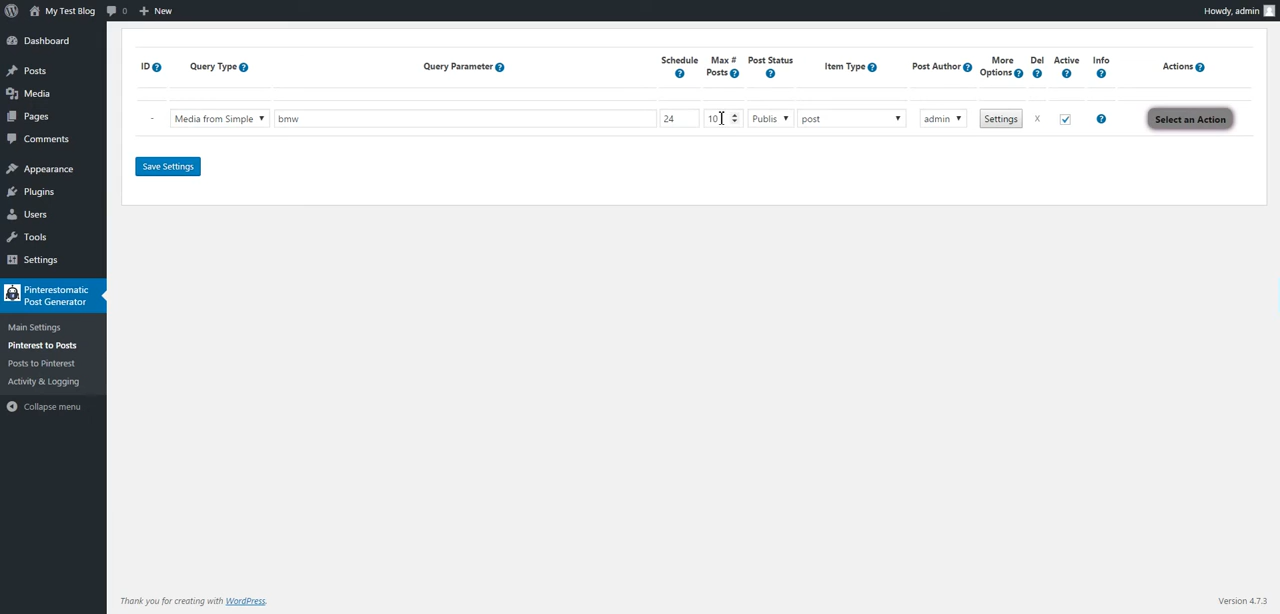 My Test Blog 0 New Howdy, admin
Dashboard
Posts
Media
Pages
Comments
Appearance
Plugins
Users
Tools
Settings
Pinterestomatic
Post Generator
Main Settings
Pinterest to Posts
Posts to Pinterest
Activity & Logging
Collapse menu
ID Query Type Query Parameter Schedule Max # Posts Post Status Item Type Post Author More Options Del Active Info Actions
- Media from Simple bmw 24 10 Publis post admin Settings X Select an Action
Save Settings
Thank you for creating with WordPress. Version 4.7.3